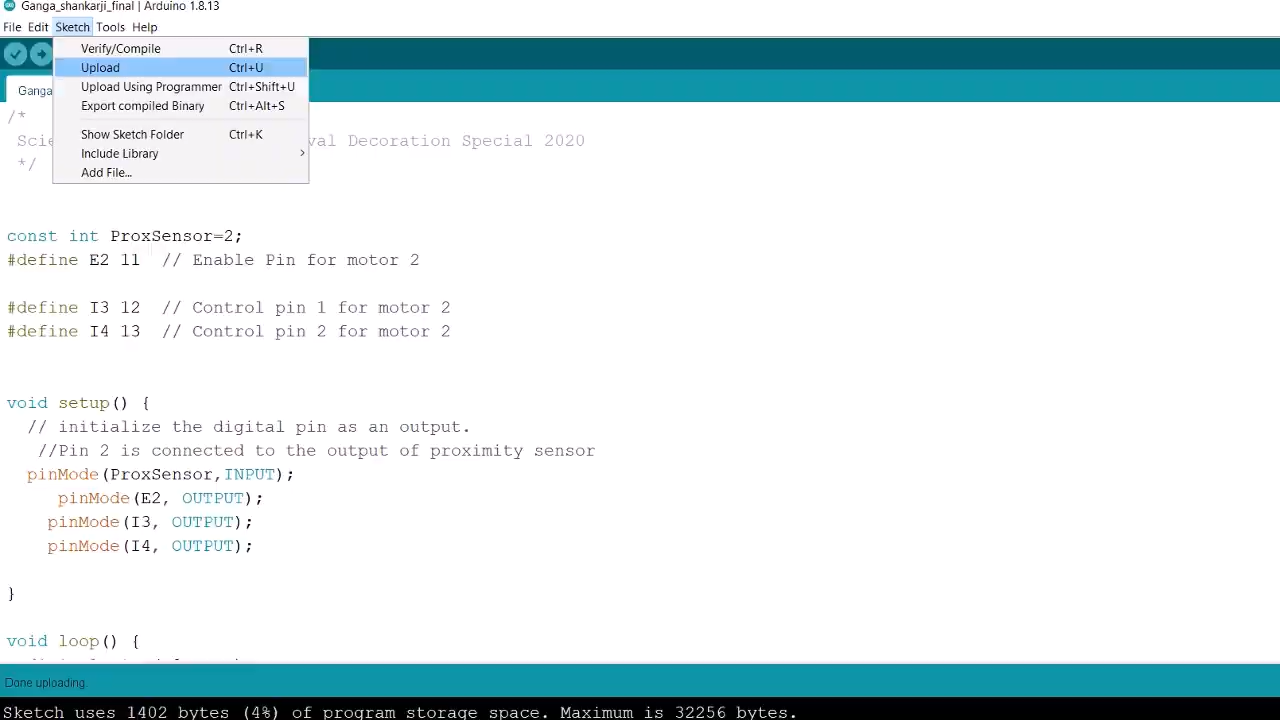 Ganga_shankarji_final | Arduino 1.8.13
File Edit Sketch Tools Help
Verify/Compile Ctrl+R
Upload Ctrl+U
Upload Using Programmer Ctrl+Shift+U
Export compiled Binary Ctrl+Alt+S
Show Sketch Folder Ctrl+K
Include Library
Add File...
Ganga
/*
Scie val Decoration Special 2020
*/
const int ProxSensor=2;
#define E2 11 // Enable Pin for motor 2
#define I3 12 // Control pin 1 for motor 2
#define I4 13 // Control pin 2 for motor 2
void setup() {
// initialize the digital pin as an output.
//Pin 2 is connected to the output of proximity sensor
pinMode(ProxSensor,INPUT);
pinMode(E2, OUTPUT);
pinMode(I3, OUTPUT);
pinMode(I4, OUTPUT);
}
void loop() {
Done uploading.
Sketch uses 1402 bytes (4%) of program storage space. Maximum is 32256 bytes.